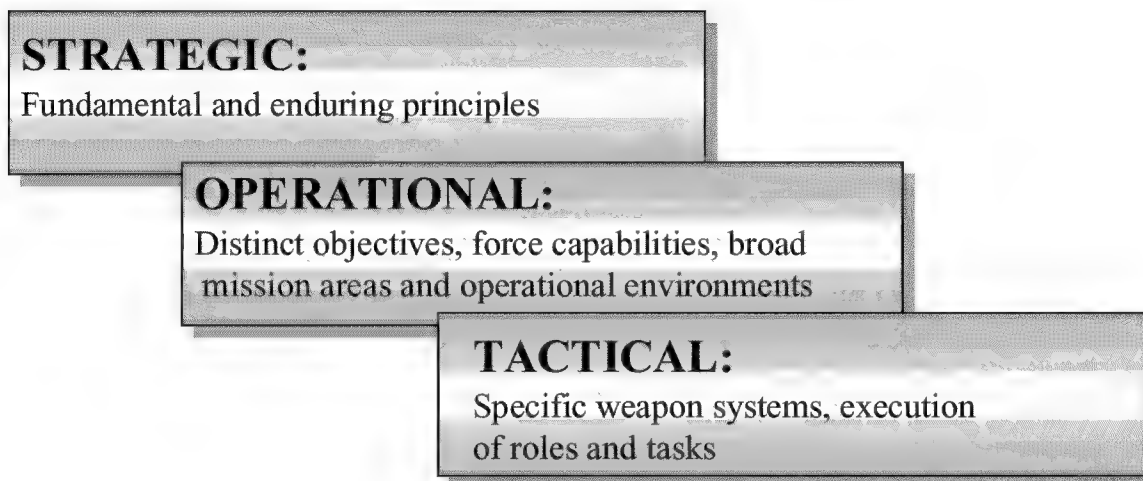 STRATEGIC:
Fundamental and enduring principles
OPERATIONAL:
Distinct objectives, force capabilities, broad
mission areas and operational environments
TACTICAL:
Specific weapon systems, execution
of roles and tasks